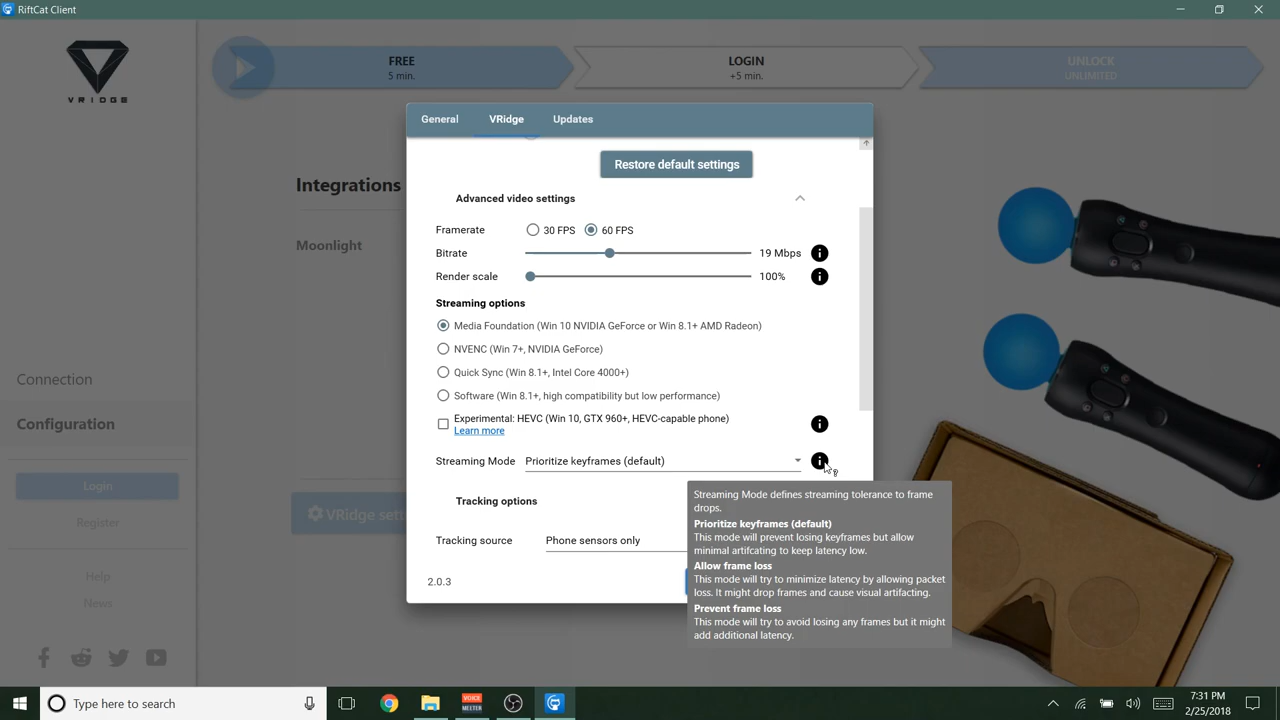 RiftCat Client
VRIDGE
FREE
5 min.
LOGIN
+5 min.
UNLOCK
UNLIMITED
General
VRidge
Updates
Restore default settings
Integrations
Moonlight
Advanced video settings
Framerate
30 FPS
60 FPS
Bitrate
19 Mbps
Render scale
100%
Streaming options
Media Foundation (Win 10 NVIDIA GeForce or Win 8.1+ AMD Radeon)
NVENC (Win 7+, NVIDIA GeForce)
Quick Sync (Win 8.1+, Intel Core 4000+)
Software (Win 8.1+, high compatibility but low performance)
Experimental: HEVC (Win 10, GTX 960+, HEVC-capable phone)
Learn more
Streaming Mode
Prioritize keyframes (default)
Tracking options
Tracking source
Phone sensors only
2.0.3
Streaming Mode defines streaming tolerance to frame
drops.
Prioritize keyframes (default)
This mode will prevent losing keyframes but allow
minimal artifcating to keep latency low.
Allow frame loss
This mode will try to minimize latency by allowing packet
loss. It might drop frames and cause visual artifacting.
Prevent frame loss
This mode will try to avoid losing any frames but it might
add additional latency.
Connection
Configuration
Login
Register
Help
News
VRidge sett
Type here to search
VOICE
MEETER
7:31 PM
2/25/2018